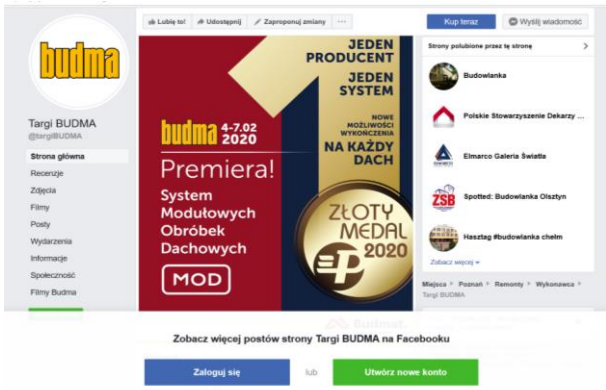 budma
Targi BUDMA
@targiBUDMA
Strona główna
Recenzje
Zdjęcia
Filmy
Posty
Wydarzenia
Informacje
Społeczność
Filmy Budma
Lubię to!
Udostępnij
Zaproponuj zmiany
Kup teraz
Wyślij wiadomość
JEDEN
PRODUCENT
JEDEN
SYSTEM
NOWE
MOŻLIWOŚCI
WYKOŃCZENIA
NA KAŻDY
DACH
1
budma 4-7.02
2020
Premiera!
System
Modułowych
Obróbek
Dachowych
MOD
ZŁOTY
MEDAL
2020
Strony polubione przez tę stronę
Budowlanka
Polskie Stowarzyszenie Dekarzy ...
Elmarco Galeria Światła
ZSB
Spotted: Budowlanka Olsztyn
Hasztag #budowlanka chełm
Zobacz więcej
Miejsca Poznań Remonty Wykonawca
Targi BUDMA
Budmat
Zobacz więcej postów strony Targi BUDMA na Facebooku
Zaloguj się
lub
Utwórz nowe konto